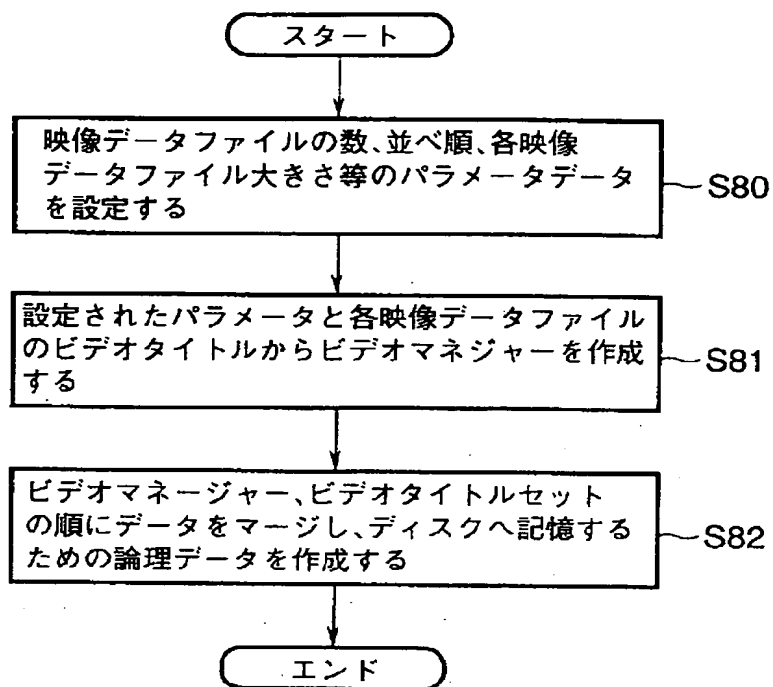 スタート
映像データファイルの数、並べ順、各映像
データファイル大きさ等のパラメータデータ
を設定する
S80
設定されたパラメータと各映像データファイル
のビデオタイトルからビデオマネジャーを作成
する
S81
ビデオマネージャー、ビデオタイトルセット
の順にデータをマージし、ディスクへ記憶する
ための論理データを作成する
S82
エンド